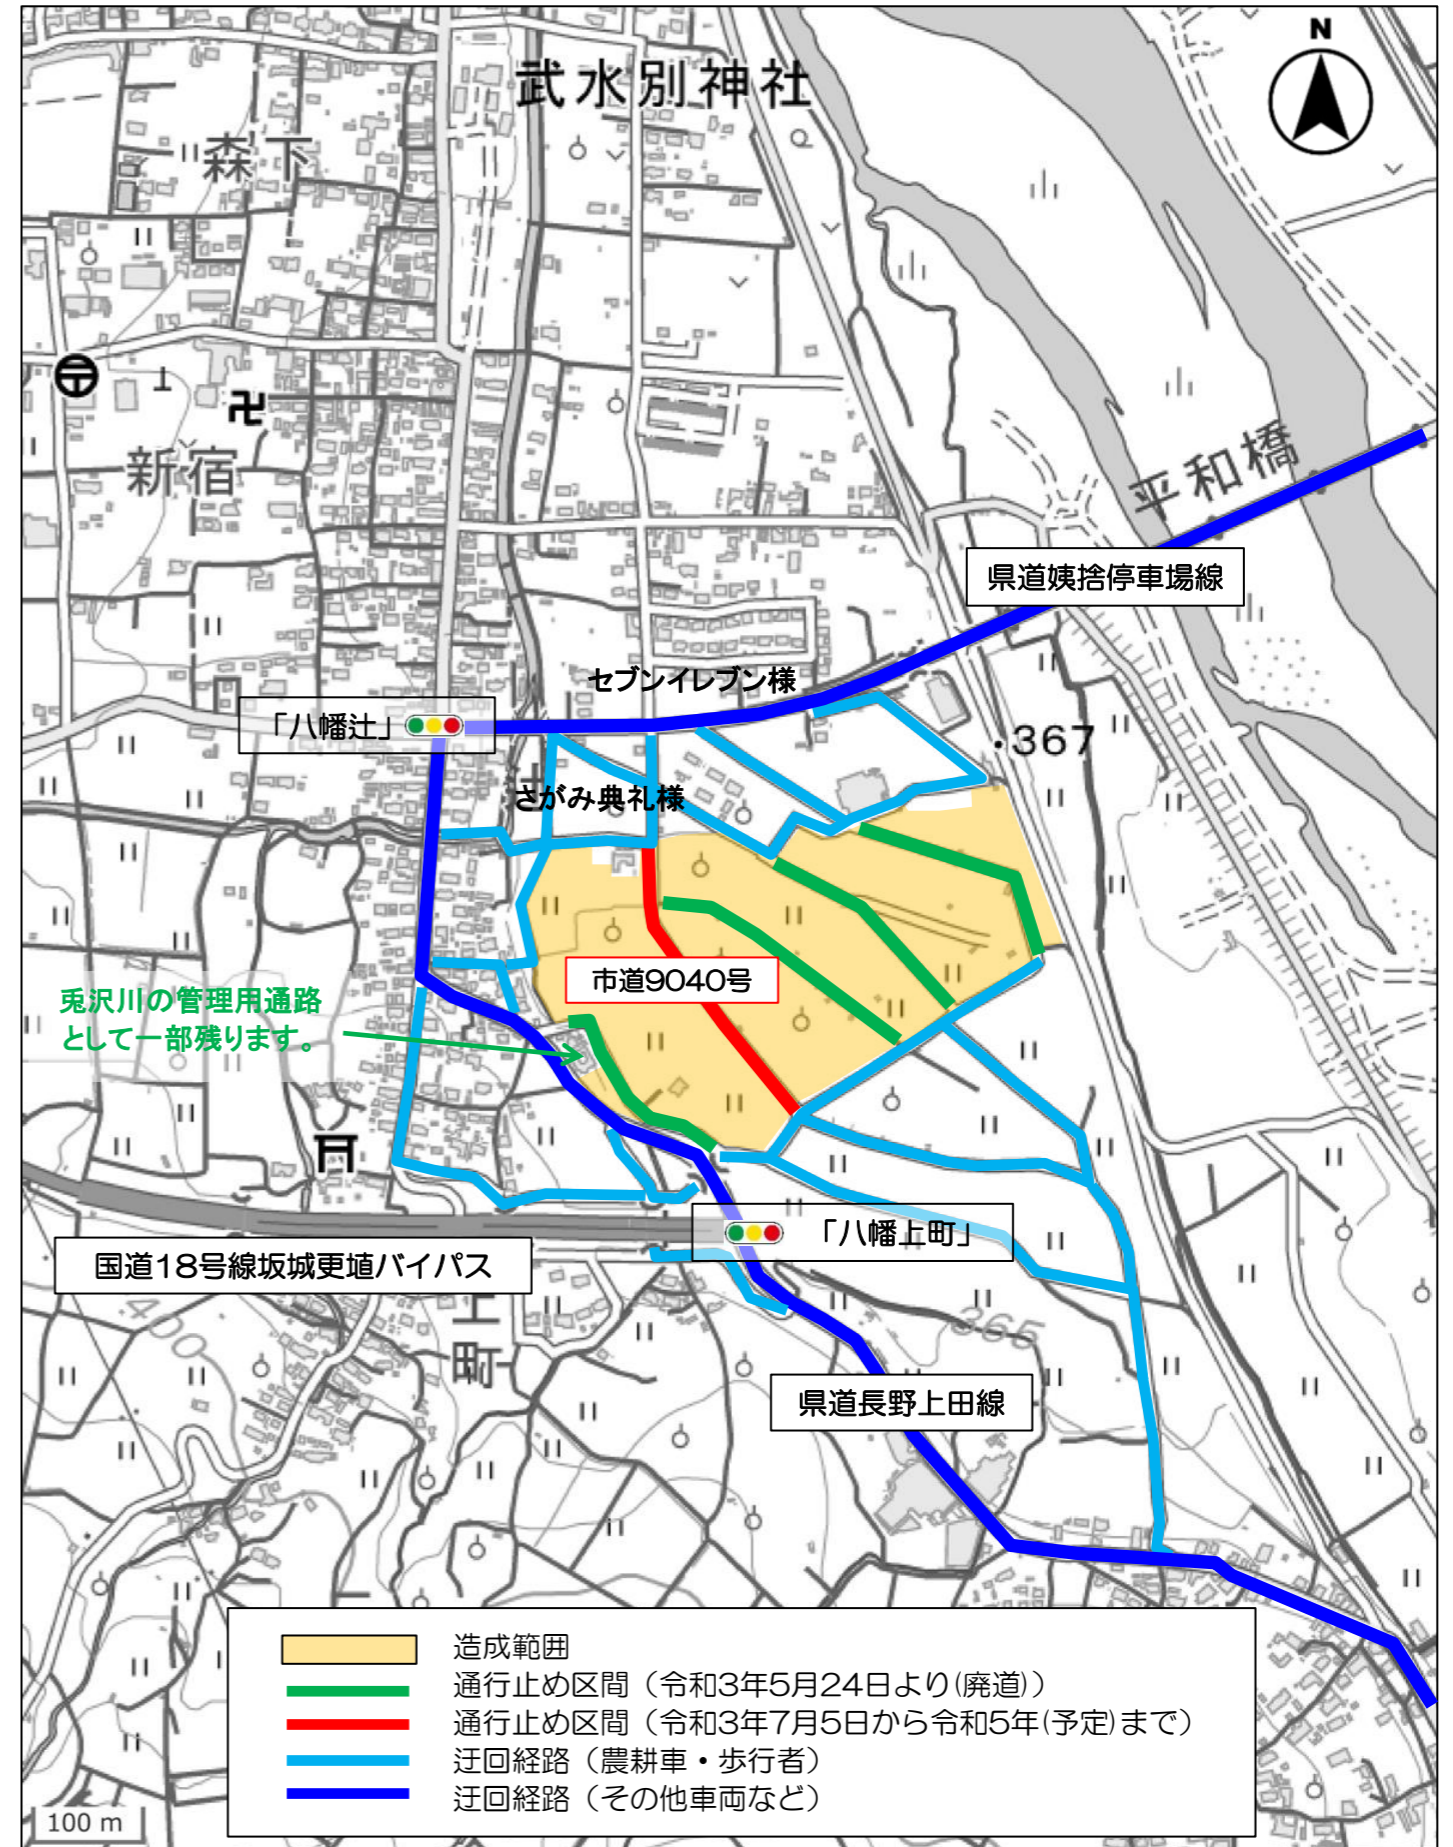 N
武水別神社
森下
新宿
平和橋
県道姨捨停車場線
セブンイレブン様
「八幡辻」
・367
さがみ典礼様
市道9040号
兎沢川の管理用通路
として一部残ります。
「八幡上町」
国道18号線坂城更埴バイパス
400
上町
365
県道長野上田線
造成範囲
通行止め区間（令和3年5月24日より(廃道)）
通行止め区間（令和3年7月5日から令和5年(予定)まで）
迂回経路（農耕車・歩行者）
迂回経路（その他車両など）
100 m